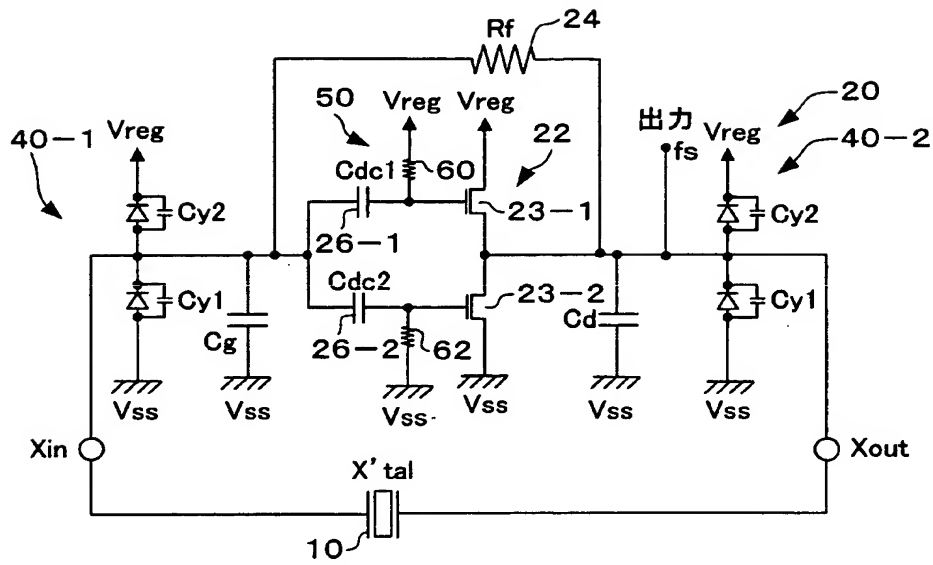 Rf
24
50
Vreg
Vreg
20
出力
40-1
Vreg
22
Vreg
40-2
fs
Cdc1
60
Cy2
23-1
Cy2
26-1
Cdc2
Cy1
23-2
Cy1
Cg
Cd
26-2
62
Vss
Vss
Vss
Vss
Vss
Vss
Xin
Xout
X'tal
10